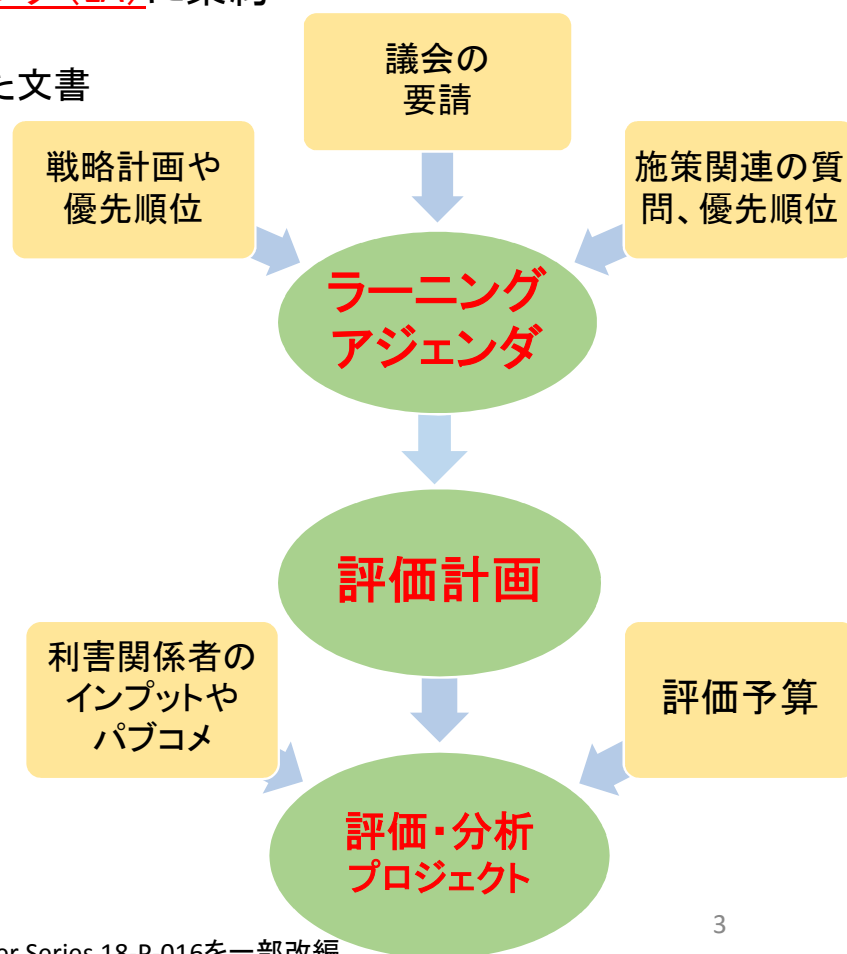 (LA)に集約
た文書
議会の
要請
戦略計画や
優先順位
施策関連の質
問、優先順位
ラーニング
アジェンダ
評価計画
利害関係者の
インプットや
パブコメ
評価予算
評価・分析
プロジェクト
3
er Series 18-P-016を一部改編